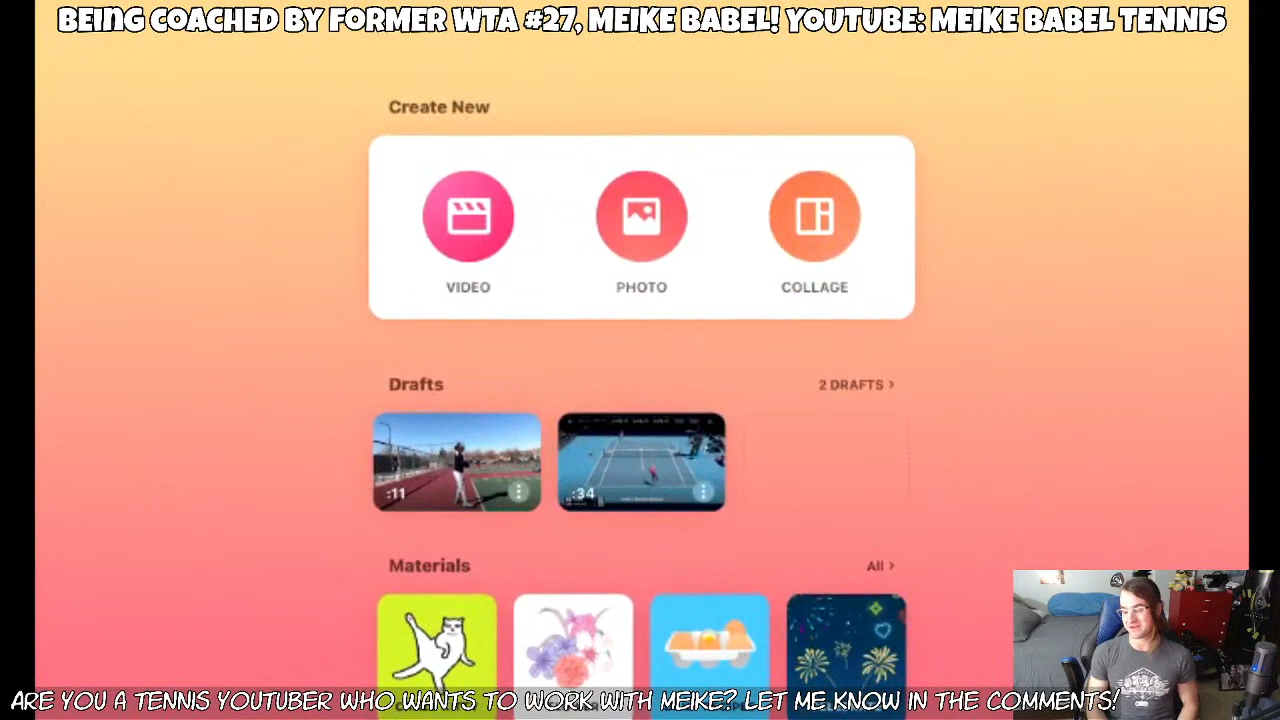 BEING COACHED BY FORMER WTA #27, MEIKE BABEL! YOUTUBE: MEIKE BABEL TENNIS
Create New
VIDEO
PHOTO
COLLAGE
Drafts
2 DRAFTS >
:11
:34
Materials
All >
ARE YOU A TENNIS YOUTUBER WHO WANTS TO WORK WITH MEIKE? LET ME KNOW IN THE COMMENTS!